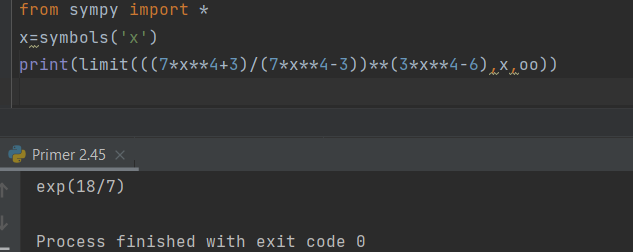 from sympy import *
x=symbols('x')
print(limit(((7*x**4+3)/(7*x**4-3))**(3*x**4-6),x,oo))
Primer 2.45 ×
exp(18/7)
Process finished with exit code 0